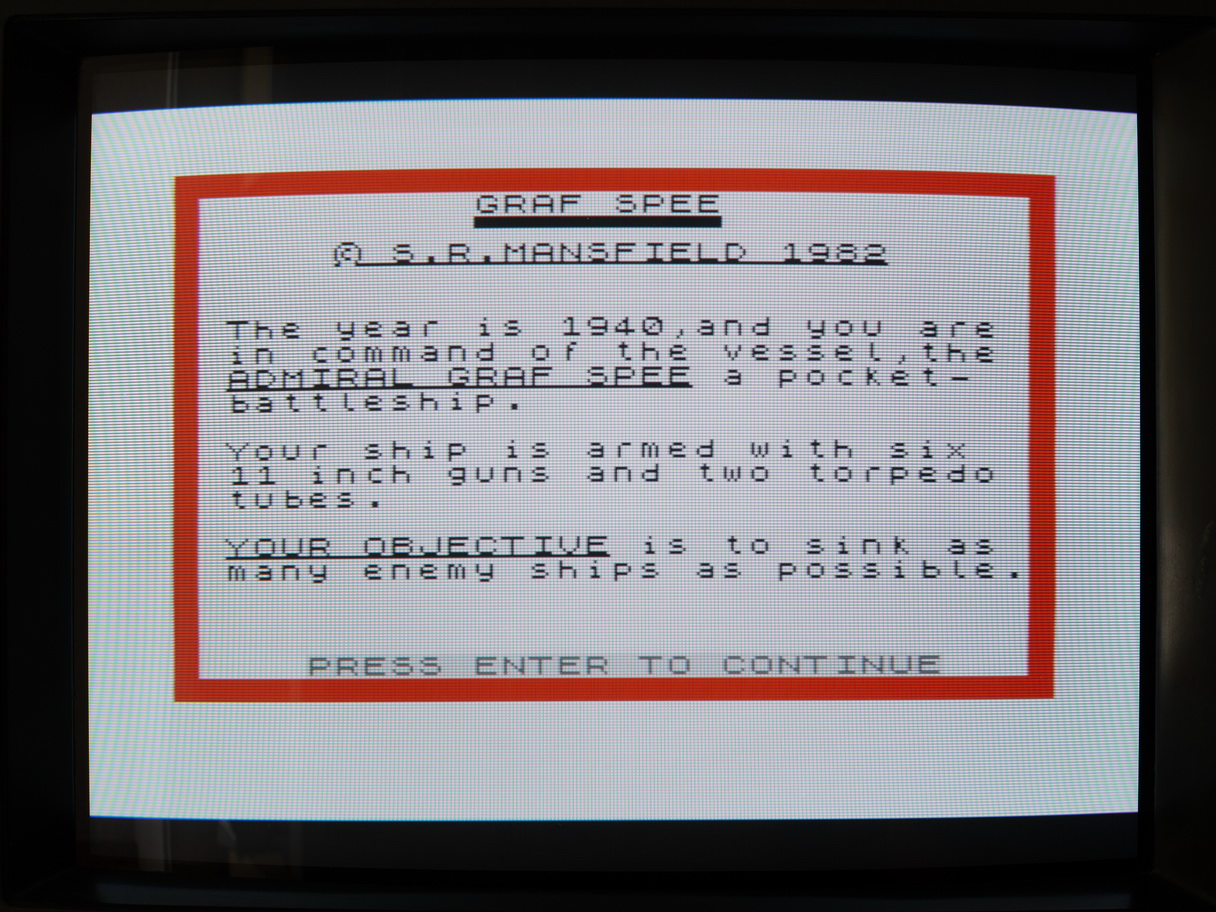 GRAF SPEE
© S.R.MANSFIELD 1982
The year is 1940,and you are
in command of the vessel,the
ADMIRAL GRAF SPEE a pocket-
battleship.
Your ship is armed with six
11 inch guns and two torpedo
tubes.
YOUR OBJECTIVE is to sink as
many enemy ships as possible.
PRESS ENTER TO CONTINUE